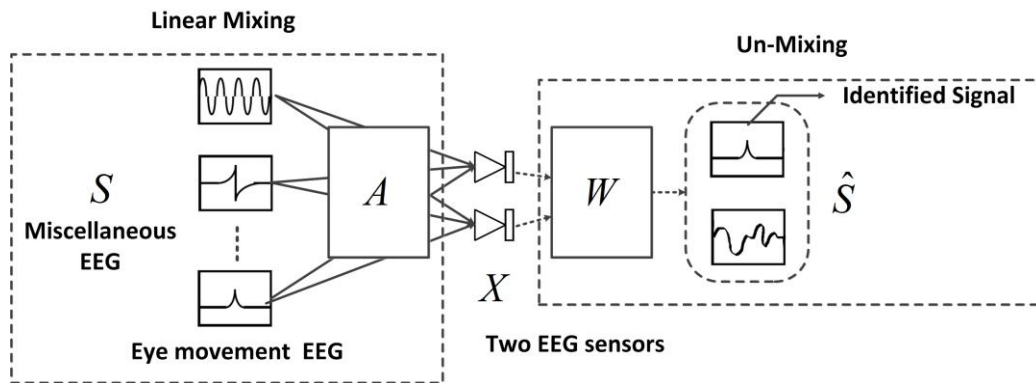 Linear Mixing
Un-Mixing
Identified Signal
S
Miscellaneous
EEG
A
W
Ŝ
X
Eye movement EEG
Two EEG sensors